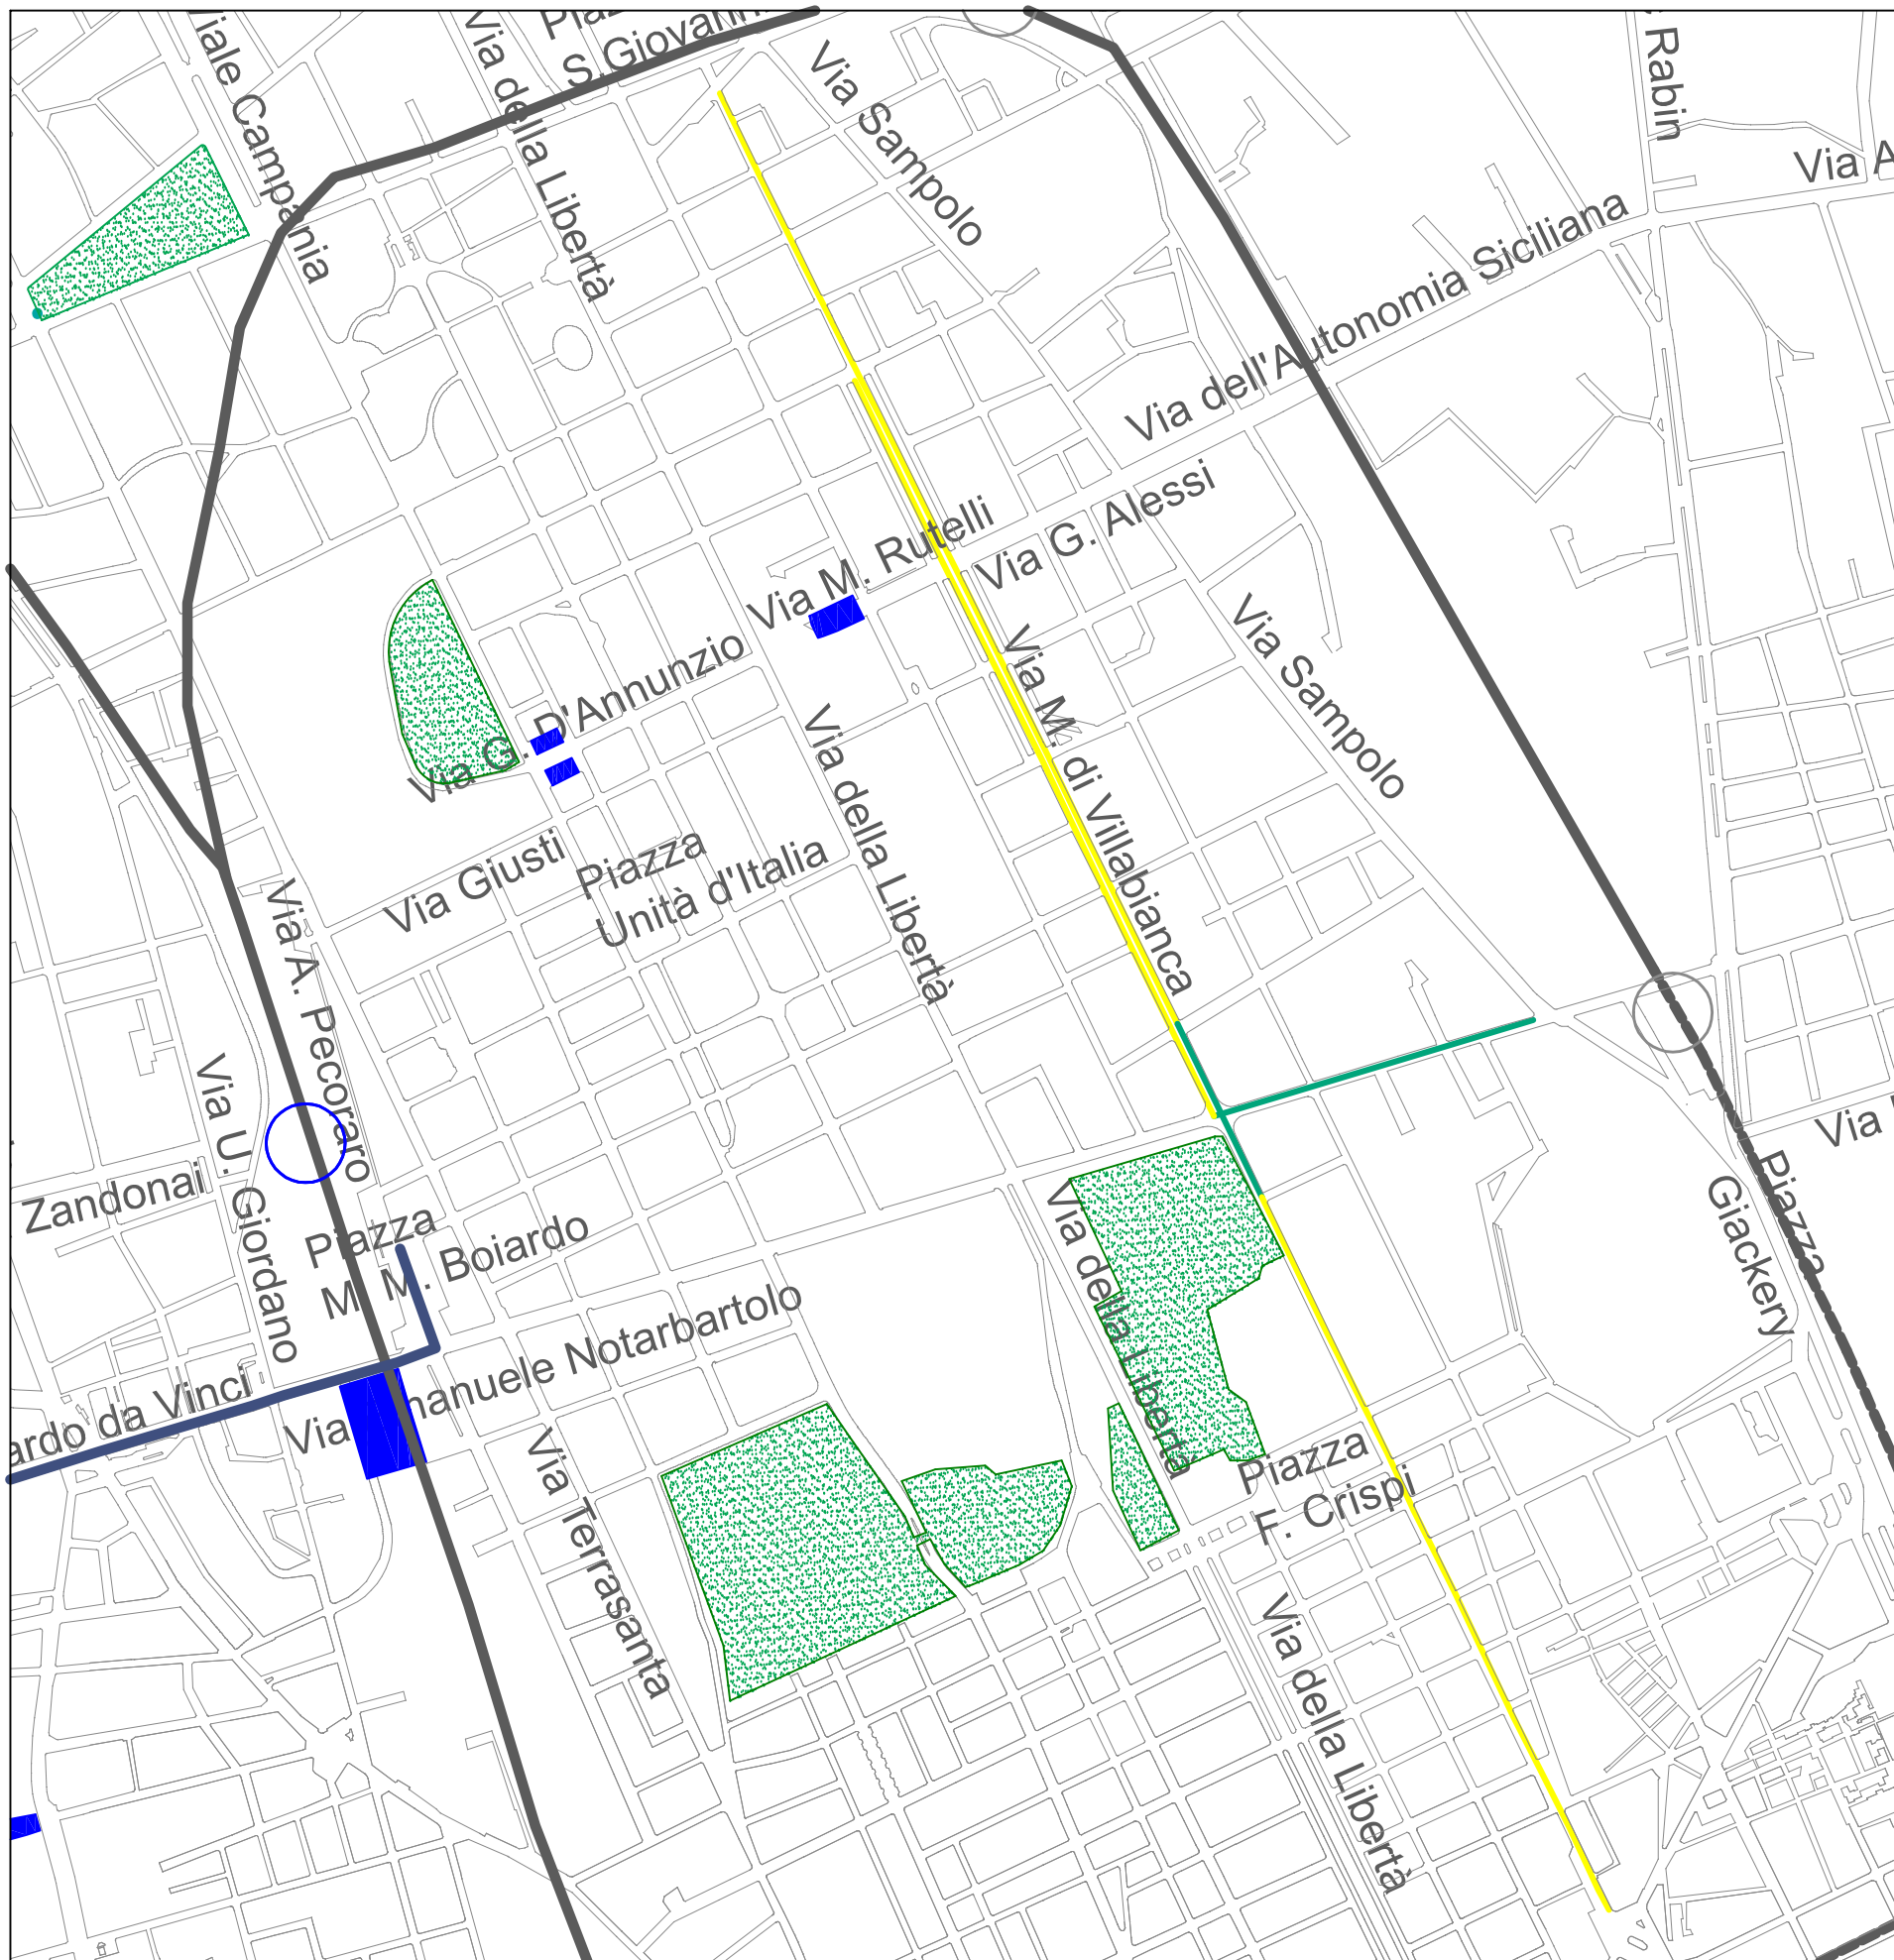 Viale Campania
Via della Libertà
S. Giovanni
Via Sampolo
Rabin
Via dell'Autonomia Siciliana
Via M. Rutelli
Via G. Alessi
Via G. D'Annunzio
Via Sampolo
Via M. di Villabianca
Via della Libertà
Via Giusti
Piazza
Unità d'Italia
Via A. Pecoraro
Via U. Giordano
Zandonai
Piazza
M. M. Boiardo
Via
Piazza
Giackery
Via della Libertà
Via Emanuele Notarbartolo
ardo da Vinci
Via Terrasanta
Piazza
F. Crispi
Via della Libertà